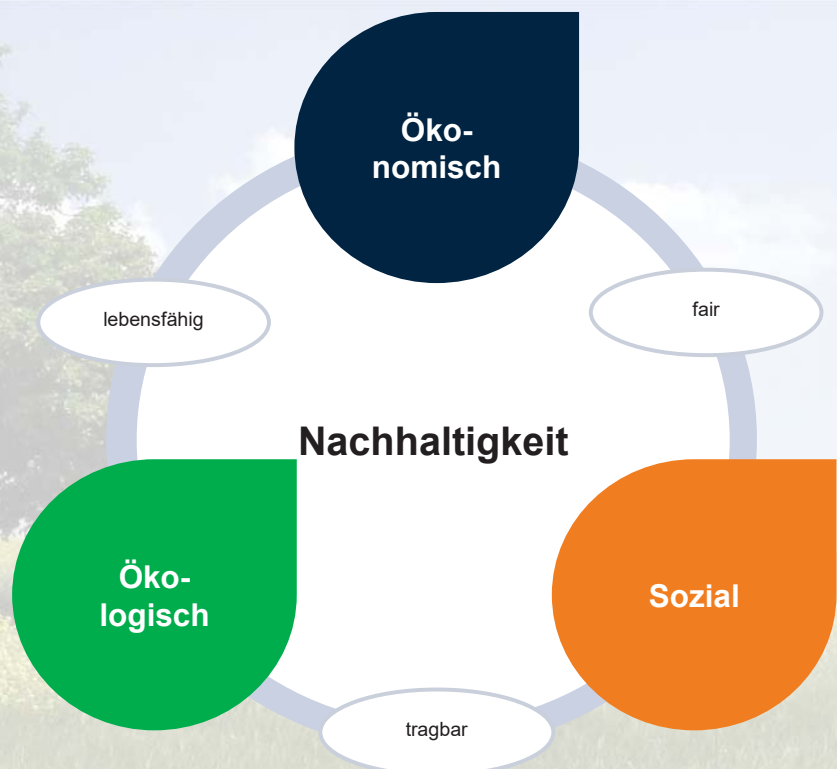 Öko-
nomisch
lebensfähig
fair
Nachhaltigkeit
Öko-
logisch
Sozial
tragbar